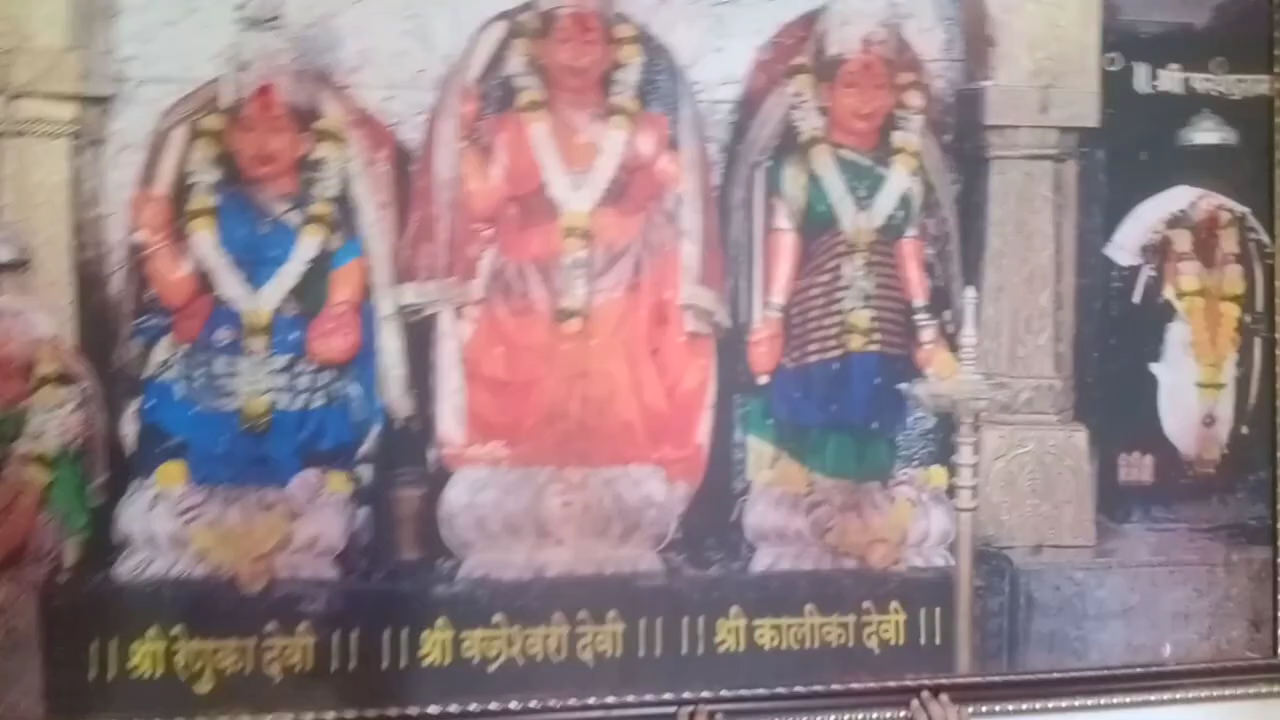 ||श्री रेणुका देवी || ||श्री वज्रेश्वरी देवी || ||श्री कालीका देवी ||